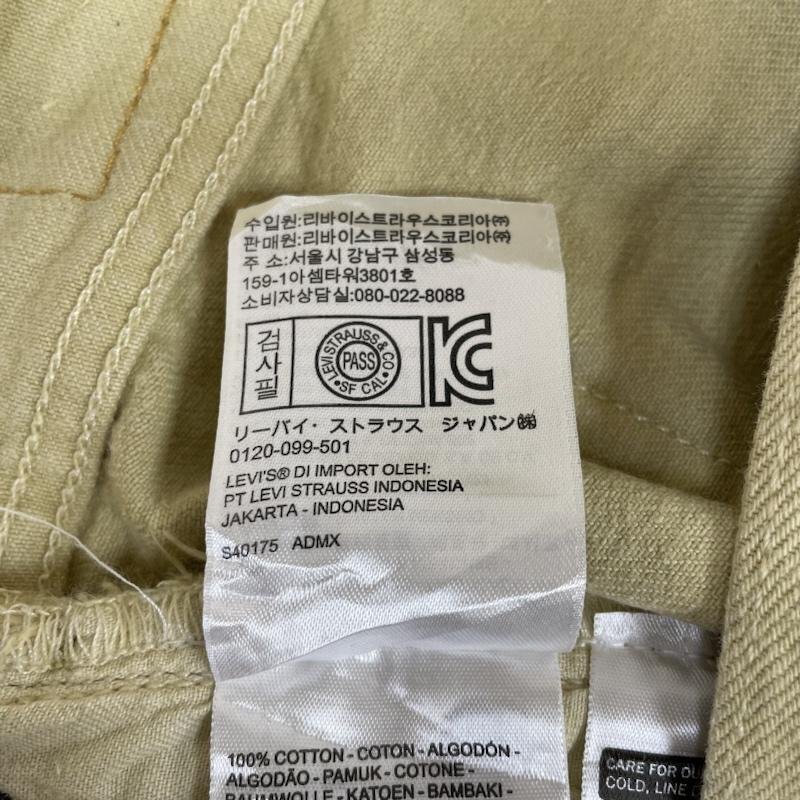 수입원:리바이스트라우스코리아㈜
판매원:리바이스트라우스코리아㈜
주 소:서울시 강남구 삼성동
159-1아셈타워3801호
소비자상담실:080-022-8088
검사필
LEVI STRAUSS & CO
PASS
• SF CAL •
KC
リーバイ・ストラウス ジャパン㈱
0120-099-501
LEVI'S® DI IMPORT OLEH:
PT LEVI STRAUSS INDONESIA
JAKARTA - INDONESIA
S40175 ADMX
100% COTTON - COTON - ALGODÓN -
ALGODÃO - PAMUK - COTONE -
BAUMWOLLE - KATOEN - BAMBAKI -
CARE FOR
COLD, LINE